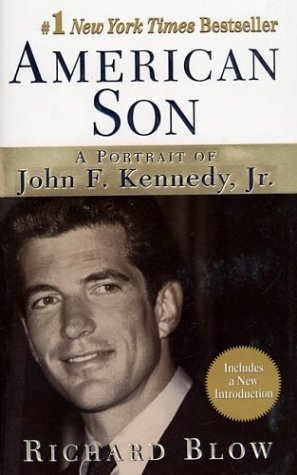 #1 New York Times Bestseller
AMERICAN
SON
A PORTRAIT OF
John F. Kennedy, Jr.
Includes
a New
Introduction
RICHARD BLOW